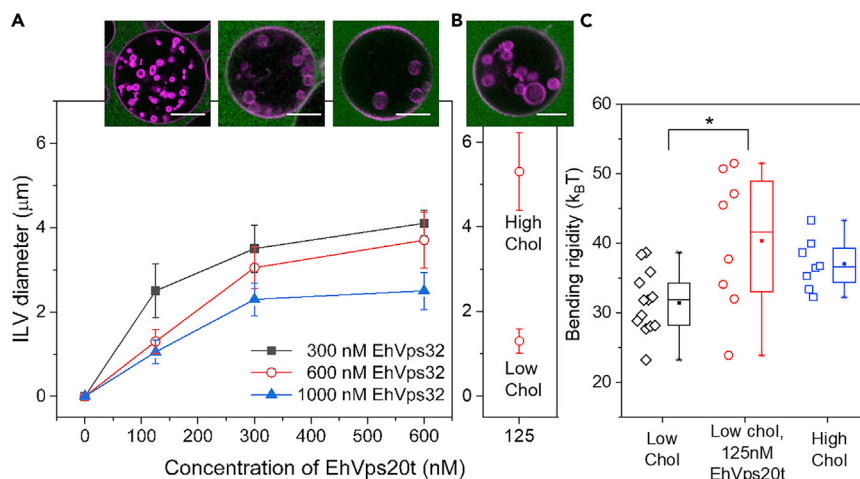 A
B
C
6
4
2
0
ILV diameter (μm)
300 nM EhVps32
600 nM EhVps32
1000 nM EhVps32
0 100 200 300 400 500 600
Concentration of EhVps20t (nM)
6
4
2
0
High
Chol
Low
Chol
125
60
50
40
30
20
Bending rigidity (kBT)
*
Low
Chol
Low chol,
125nM
EhVps20t
High
Chol